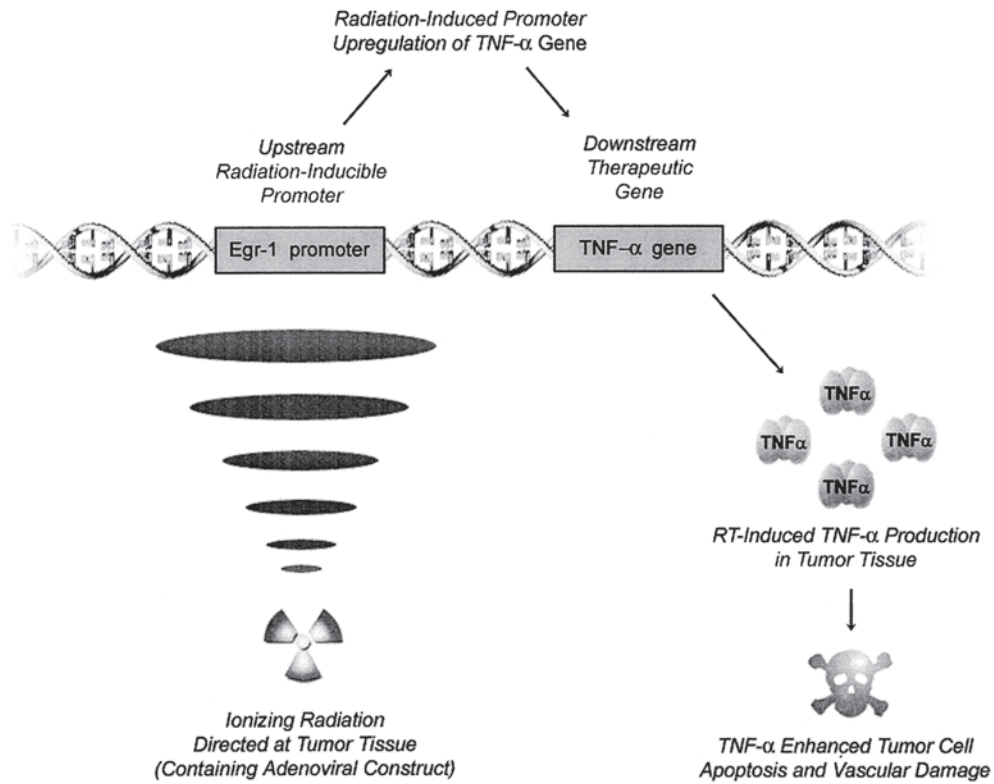 Radiation-Induced Promoter
Upregulation of TNF-α Gene
Upstream
Radiation-Inducible
Promoter
Downstream
Therapeutic
Gene
Egr-1 promoter
TNF–α gene
TNFα
TNFα
TNFα
TNFα
RT-Induced TNF-α Production
in Tumor Tissue
Ionizing Radiation
Directed at Tumor Tissue
(Containing Adenoviral Construct)
TNF-α Enhanced Tumor Cell
Apoptosis and Vascular Damage